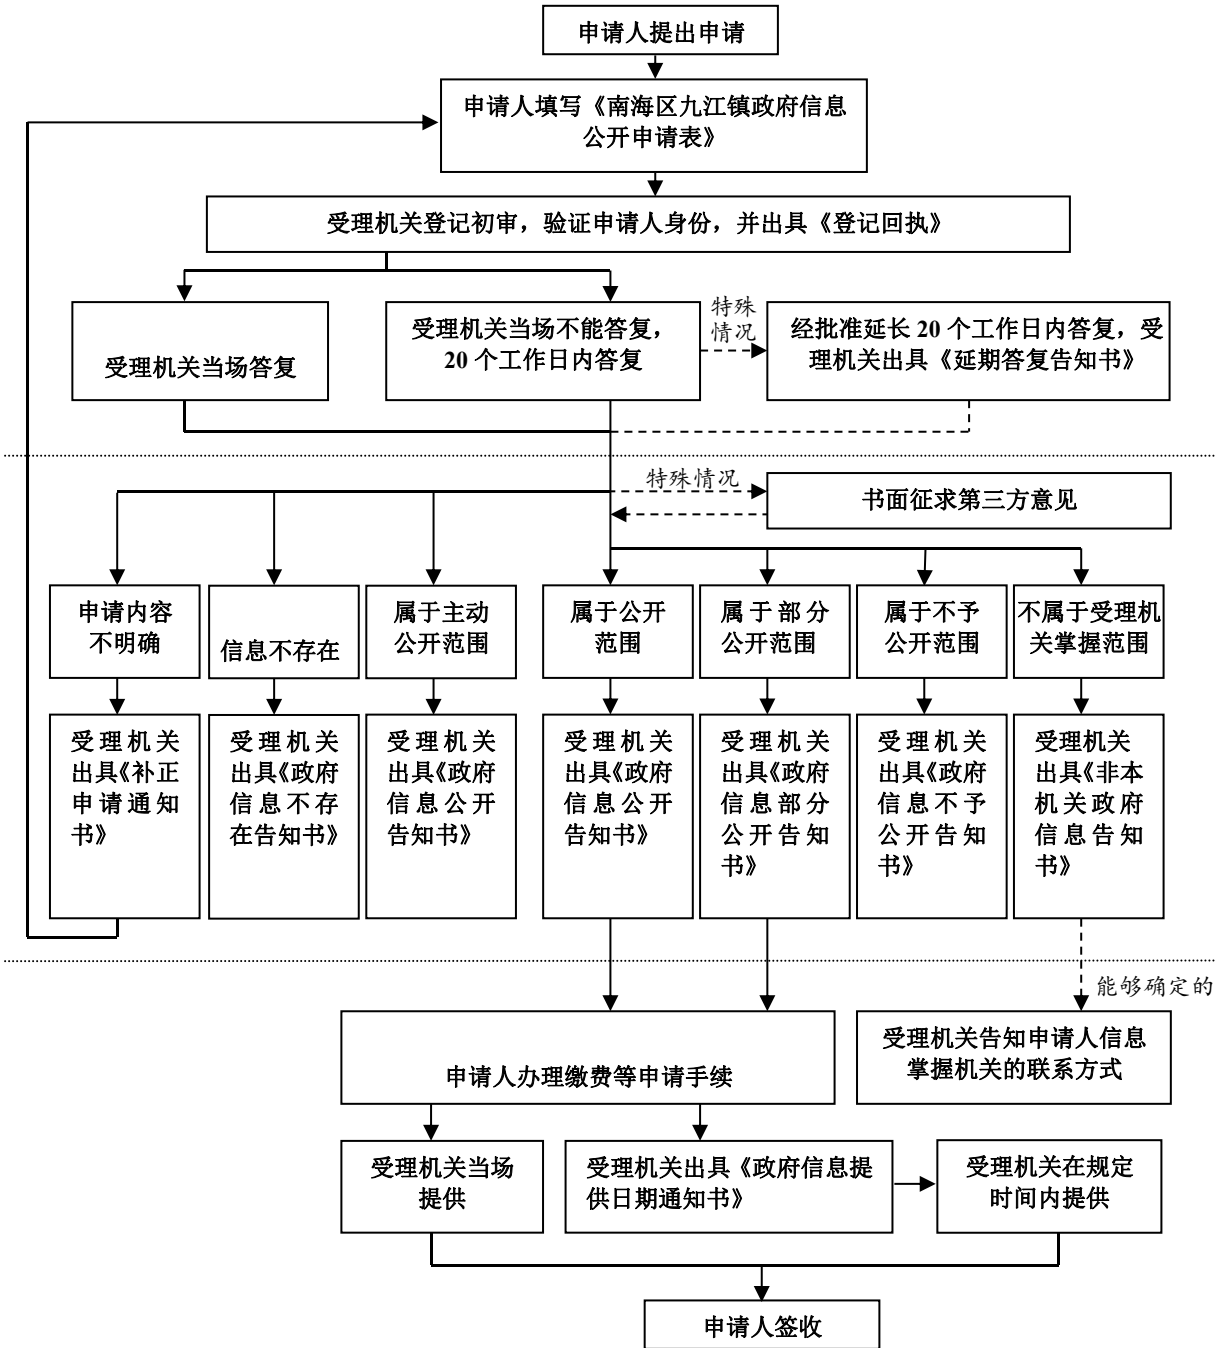 申请人提出申请
申请人填写《南海区九江镇政府信息
公开申请表》
受理机关登记初审，验证申请人身份，并出具《登记回执》
受理机关当场答复
受理机关当场不能答复，
20 个工作日内答复
特殊
情况
经批准延长 20 个工作日内答复，受
理机关出具《延期答复告知书》
特殊情况
书面征求第三方意见
申请内容
不明确
信息不存在
属于主动
公开范围
属于公开
范围
属于部分
公开范围
属于不予
公开范围
不属于受理机
关掌握范围
受理机关
出具《补正
申请通知
书》
受理机关
出具《政府
信息不存
在告知书》
受理机关
出具《政府
信息公开
告知书》
受理机关
出具《政府
信息公开
告知书》
受理机关
出具《政府
信息部分
公开告知
书》
受理机关
出具《政府
信息不予
公开告知
书》
受理机关
出具《非本
机关政府
信息告知
书》
能够确定的
申请人办理缴费等申请手续
受理机关告知申请人信息
掌握机关的联系方式
受理机关当场
提供
受理机关出具《政府信息提
供日期通知书》
受理机关在规定
时间内提供
申请人签收